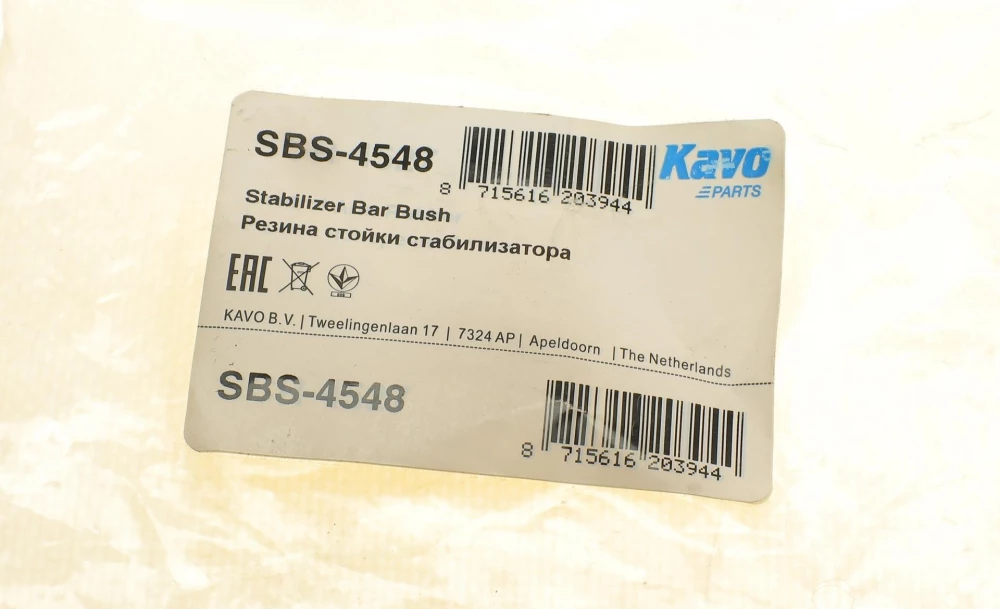 SBS-4548
8 715616 203944
Kavo
PARTS
Stabilizer Bar Bush
Резина стойки стабилизатора
EAC
KAVO B.V. | Tweelingenlaan 17 | 7324 AP | Apeldoorn | The Netherlands
SBS-4548
8 715616 203944